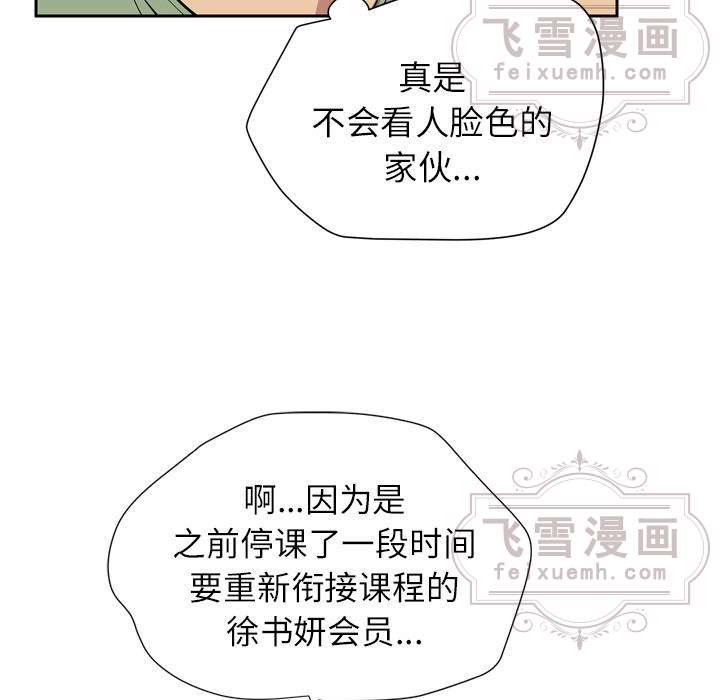 飞雪漫画
feixuemh.com
真是
不会看人脸色的
家伙...
啊...因为是
之前停课了一段时间
要重新衔接课程的
徐书妍会员...
飞雪漫画
feixuemh.com